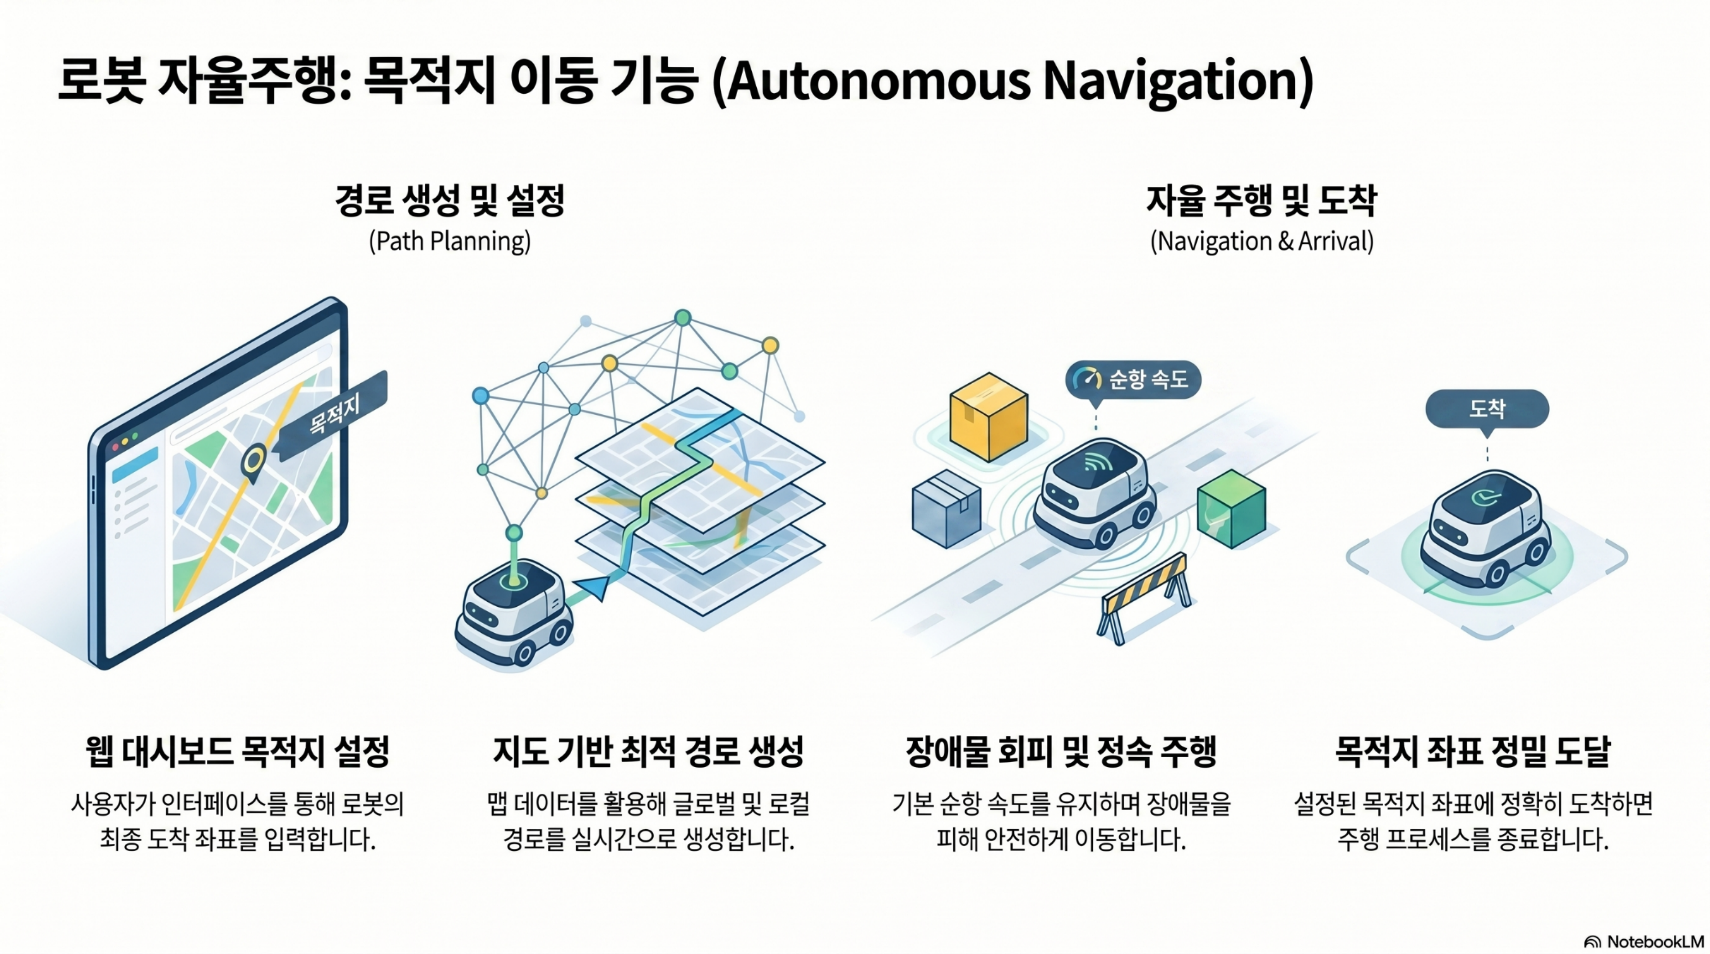 로봇 자율주행: 목적지 이동 기능 (Autonomous Navigation)
경로 생성 및 설정
(Path Planning)
자율 주행 및 도착
(Navigation & Arrival)
목적지
순항 속도
도착
웹 대시보드 목적지 설정
사용자가 인터페이스를 통해 로봇의
최종 도착 좌표를 입력합니다.
지도 기반 최적 경로 생성
맵 데이터를 활용해 글로벌 및 로컬
경로를 실시간으로 생성합니다.
장애물 회피 및 정속 주행
기본 순항 속도를 유지하며 장애물을
피해 안전하게 이동합니다.
목적지 좌표 정밀 도달
설정된 목적지 좌표에 정확히 도착하면
주행 프로세스를 종료합니다.
NotebookLM